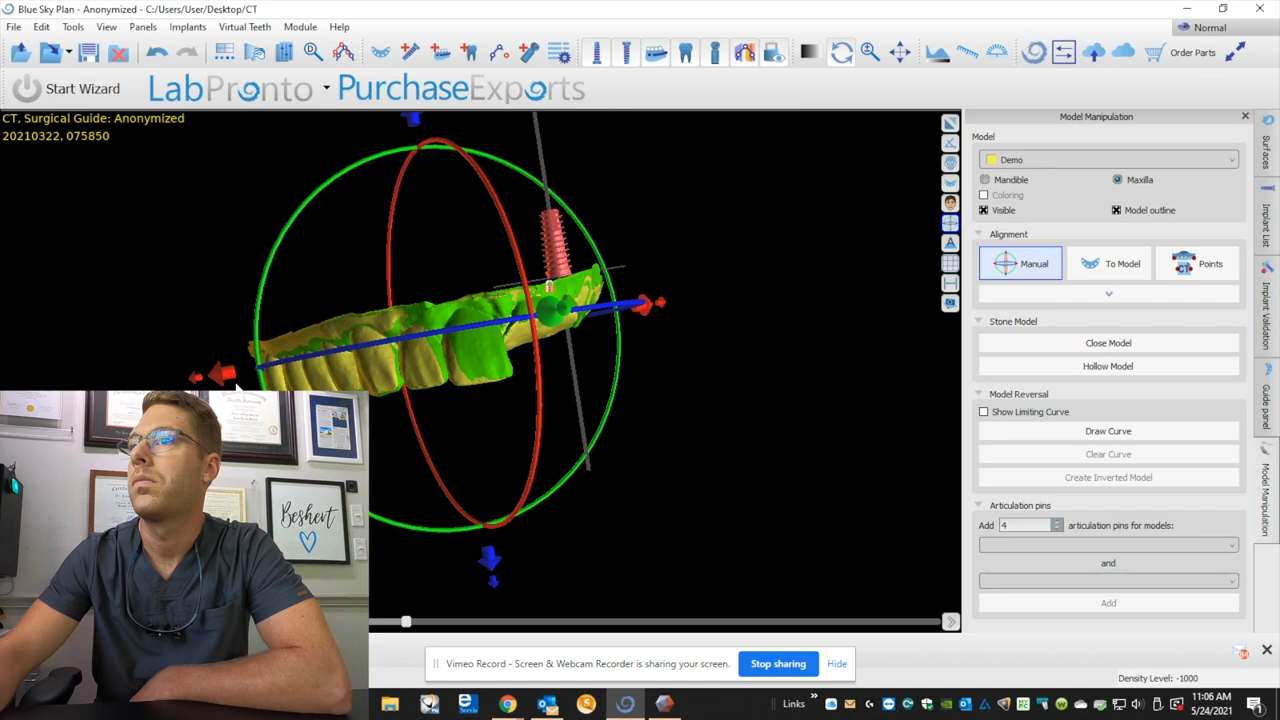 Blue Sky Plan - Anonymized - C:/Users/User/Desktop/CT
File Edit Tools View Panels Implants Virtual Teeth Module Help
Normal
Order Parts
Start Wizard LabPronto PurchaseExports
CT, Surgical Guide: Anonymized
20210322, 075850
Model Manipulation
Model
Demo
Mandible Maxilla
Coloring
Visible Model outline
Alignment
Manual To Model Points
Stone Model
Close Model
Hollow Model
Model Reversal
Show Limiting Curve
Draw Curve
Clear Curve
Create Inverted Model
Articulation pins
Add 4 articulation pins for models:
and
Add
Surfaces
Implant List
Implant Validation
Guide panel
Model Manipulation
Beshert
Vimeo Record - Screen & Webcam Recorder is sharing your screen. Stop sharing Hide
Density Level: -1000
Links
11:06 AM
5/24/2021